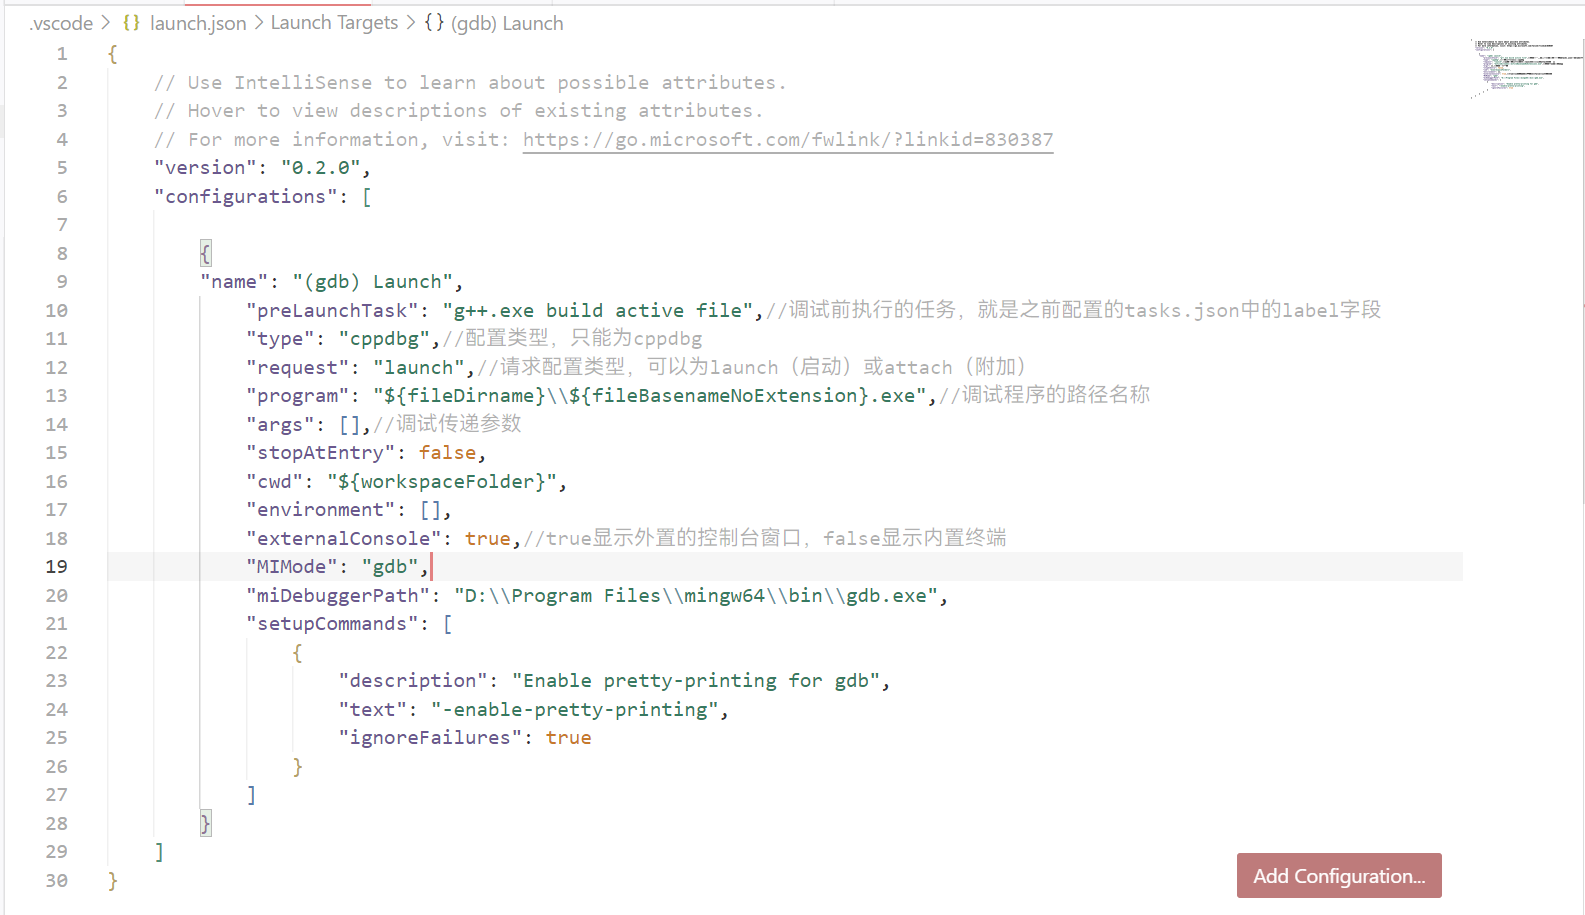 .vscode > {} launch.json > Launch Targets > {} (gdb) Launch
1 {
2 // Use IntelliSense to learn about possible attributes.
3 // Hover to view descriptions of existing attributes.
4 // For more information, visit: https://go.microsoft.com/fwlink/?linkid=830387
5 "version": "0.2.0",
6 "configurations": [
7
8 {
9 "name": "(gdb) Launch",
10 "preLaunchTask": "g++.exe build active file",//调试前执行的任务，就是之前配置的tasks.json中的label字段
11 "type": "cppdbg",//配置类型，只能为cppdbg
12 "request": "launch",//请求配置类型，可以为launch（启动）或attach（附加）
13 "program": "${fileDirname}\\${fileBasenameNoExtension}.exe",//调试程序的路径名称
14 "args": [],//调试传递参数
15 "stopAtEntry": false,
16 "cwd": "${workspaceFolder}",
17 "environment": [],
18 "externalConsole": true,//true显示外置的控制台窗口，false显示内置终端
19 "MIMode": "gdb",
20 "miDebuggerPath": "D:\\Program Files\\mingw64\\bin\\gdb.exe",
21 "setupCommands": [
22 {
23 "description": "Enable pretty-printing for gdb",
24 "text": "-enable-pretty-printing",
25 "ignoreFailures": true
26 }
27 ]
28 }
29 ]
30 }
Add Configuration...